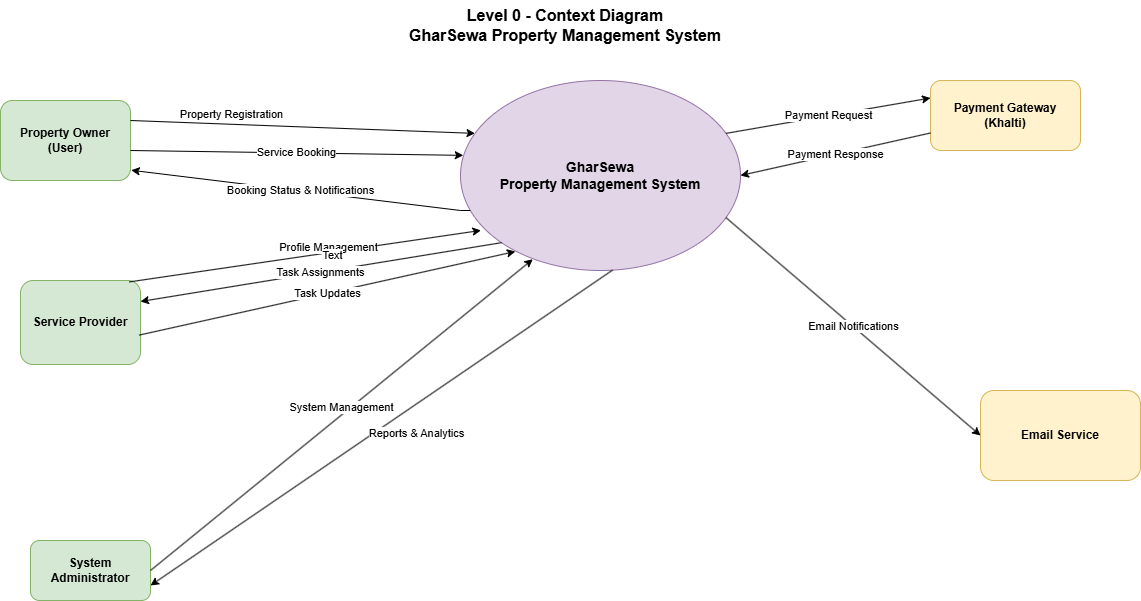 Level 0 - Context Diagram
GharSewa Property Management System
Property Owner
(User)
Property Registration
Service Booking
Booking Status & Notifications
GharSewa
Property Management System
Payment Request
Payment Response
Payment Gateway
(Khalti)
Profile Management
Text
Task Assignments
Task Updates
Service Provider
Email Notifications
Email Service
System Management
Reports & Analytics
System
Administrator